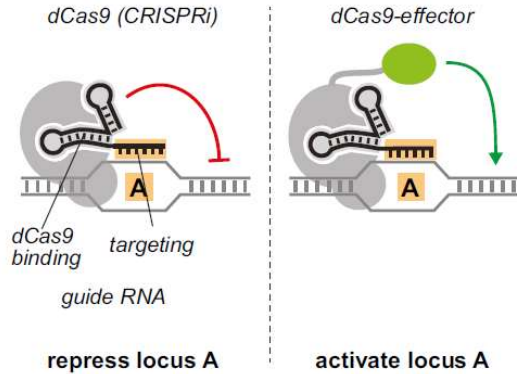 dCas9 (CRISPRi)
A
dCas9
binding
targeting
guide RNA
repress locus A
dCas9-effector
A
activate locus A